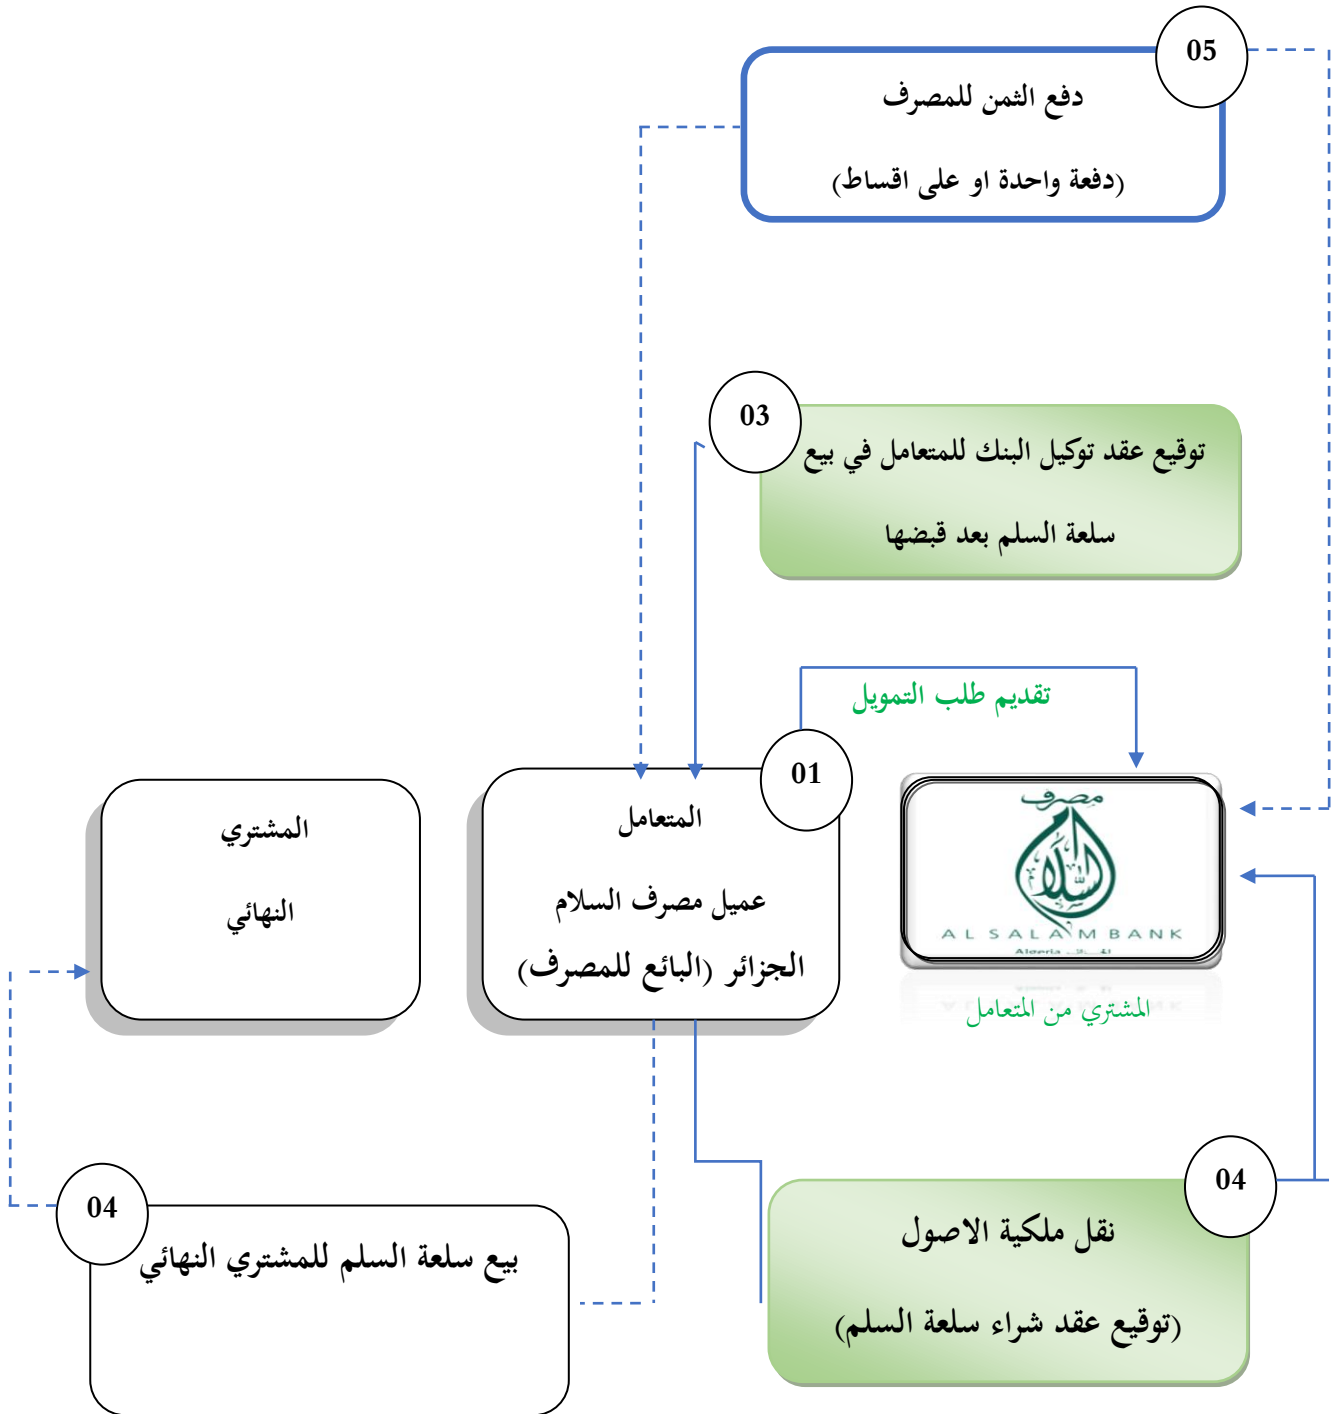 05
دفع الثمن للمصرف
(دفعة واحدة او على اقساط)
03
توقيع عقد توكيل البنك للمتعامل في بيع
سلعة السلم بعد قبضها
تقديم طلب التمويل
01
مصرف
السلام
AL SALAM BANK
Algeria الجزائر
المشتري من المتعامل
المتعامل
عميل مصرف السلام
الجزائر (البائع للمصرف)
المشتري
النهائي
04
نقل ملكية الاصول
(توقيع عقد شراء سلعة السلم)
04
بيع سلعة السلم للمشتري النهائي